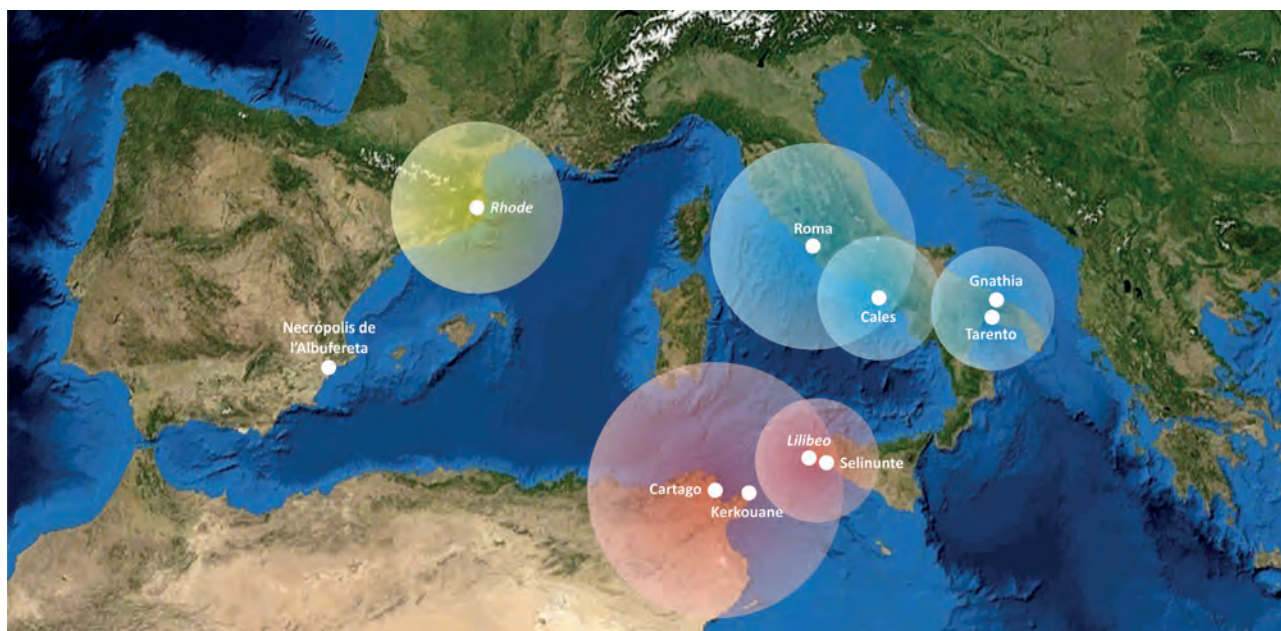 Rhode
Roma
Gnathia
Cales
Tarento
Necrópolis de
l'Albufereta
Lilibeo
Selinunte
Cartago
Kerkouane